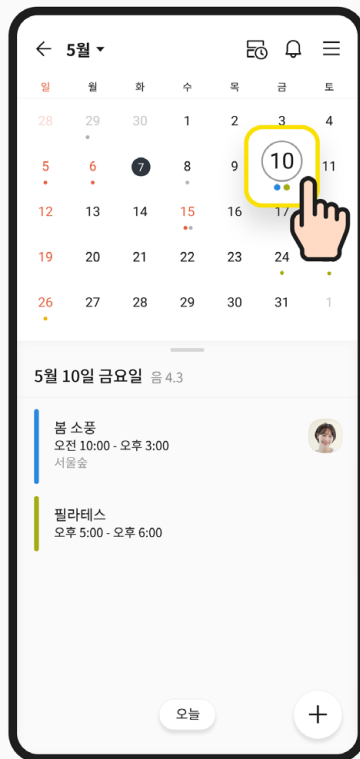 5월
일 월 화 수 목 금 토
28 29 30 1 2 3 4
5 6 7 8 9 10 11
12 13 14 15 16 17
19 20 21 22 23 24
26 27 28 29 30 31 1
5월 10일 금요일 음 4.3
봄 소풍
오전 10:00 - 오후 3:00
서울숲
필라테스
오후 5:00 - 오후 6:00
오늘